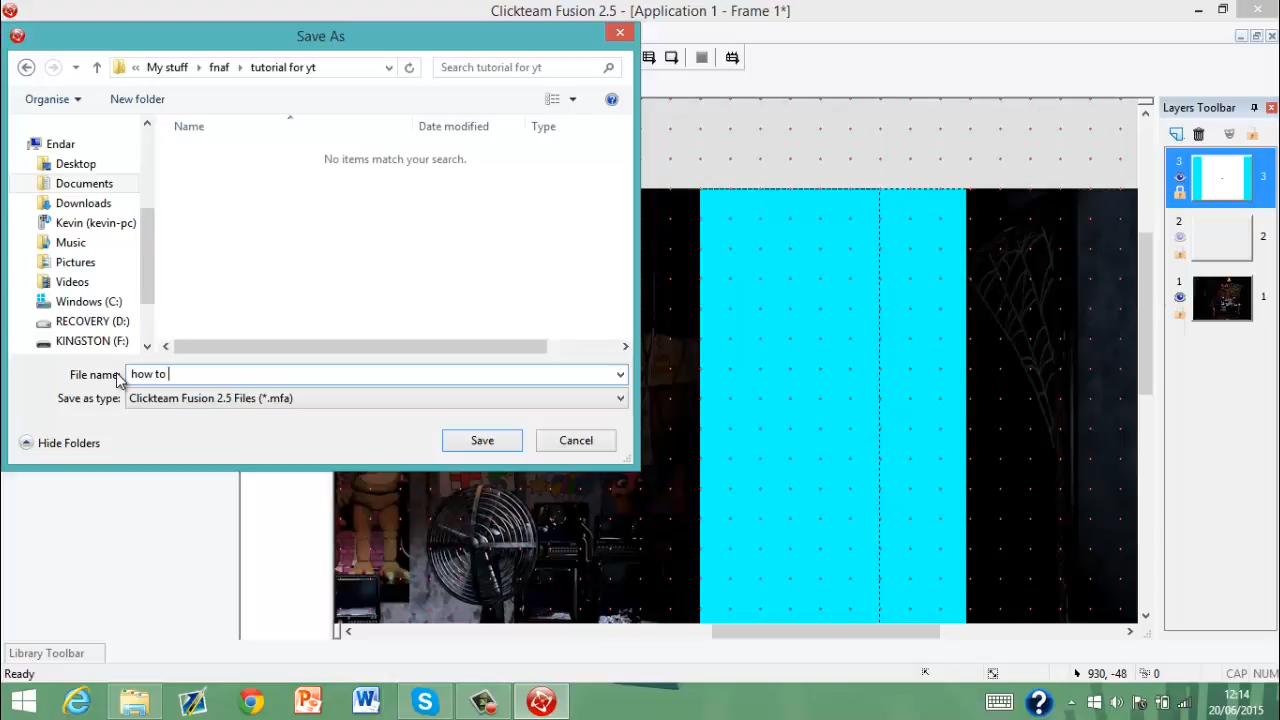 Clickteam Fusion 2.5 - [Application 1 - Frame 1*]
Save As
« My stuff fnaf tutorial for yt
Search tutorial for yt
Organise
New folder
Name
Date modified
Type
No items match your search.
Endar
Desktop
Documents
Downloads
Kevin (kevin-pc)
Music
Pictures
Videos
Windows (C:)
RECOVERY (D:)
KINGSTON (F:)
File name:
how to
Save as type:
Clickteam Fusion 2.5 Files (*.mfa)
Hide Folders
Save
Cancel
Layers Toolbar
3
3
2
2
1
1
Library Toolbar
Ready
930, -48
0
CAP NUM
12:14
20/06/2015